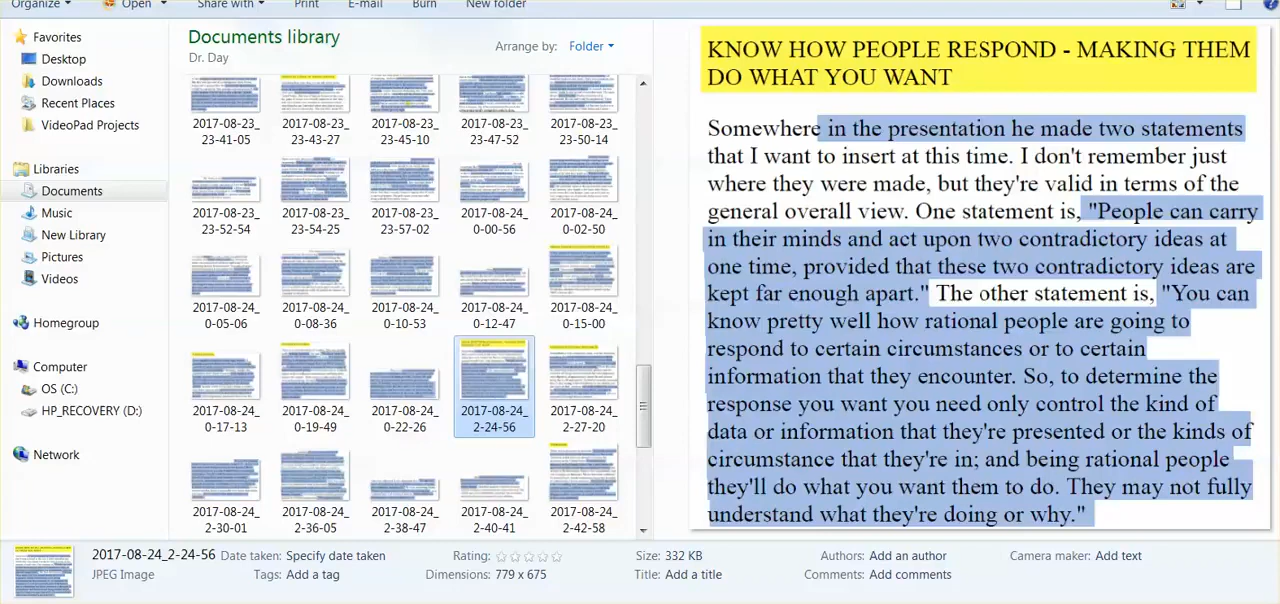 Organize Open Share with Print E-mail Burn New folder
Favorites
Desktop
Downloads
Recent Places
VideoPad Projects
Libraries
Documents
Music
New Library
Pictures
Videos
Homegroup
Computer
OS (C:)
HP_RECOVERY (D:)
Network
Documents library
Dr. Day
Arrange by: Folder
2017-08-23_ 2017-08-23_ 2017-08-23_ 2017-08-23_ 2017-08-23_
23-41-05 23-43-27 23-45-10 23-47-52 23-50-14
2017-08-23_ 2017-08-23_ 2017-08-23_ 2017-08-24_ 2017-08-24_
23-52-54 23-54-25 23-57-02 0-00-56 0-02-50
2017-08-24_ 2017-08-24_ 2017-08-24_ 2017-08-24_ 2017-08-24_
0-05-06 0-08-36 0-10-53 0-12-47 0-15-00
2017-08-24_ 2017-08-24_ 2017-08-24_ 2017-08-24_ 2017-08-24_
0-17-13 0-19-49 0-22-26 2-24-56 2-27-20
2017-08-24_ 2017-08-24_ 2017-08-24_ 2017-08-24_ 2017-08-24_
2-30-01 2-36-05 2-38-47 2-40-41 2-42-58
KNOW HOW PEOPLE RESPOND - MAKING THEM
DO WHAT YOU WANT
Somewhere in the presentation he made two statements
that I want to insert at this time. I don't remember just
where they were made, but they're valid in terms of the
general overall view. One statement is, "People can carry
in their minds and act upon two contradictory ideas at
one time, provided that these two contradictory ideas are
kept far enough apart." The other statement is, "You can
know pretty well how rational people are going to
respond to certain circumstances or to certain
information that they encounter. So, to determine the
response you want you need only control the kind of
data or information that they're presented or the kinds of
circumstance that they're in; and being rational people
they'll do what you want them to do. They may not fully
understand what they're doing or why."
2017-08-24_2-24-56 Date taken: Specify date taken Rating: Size: 332 KB Authors: Add an author Camera maker: Add text
JPEG Image Tags: Add a tag Dimensions: 779 x 675 Title: Add a title Comments: Add comments